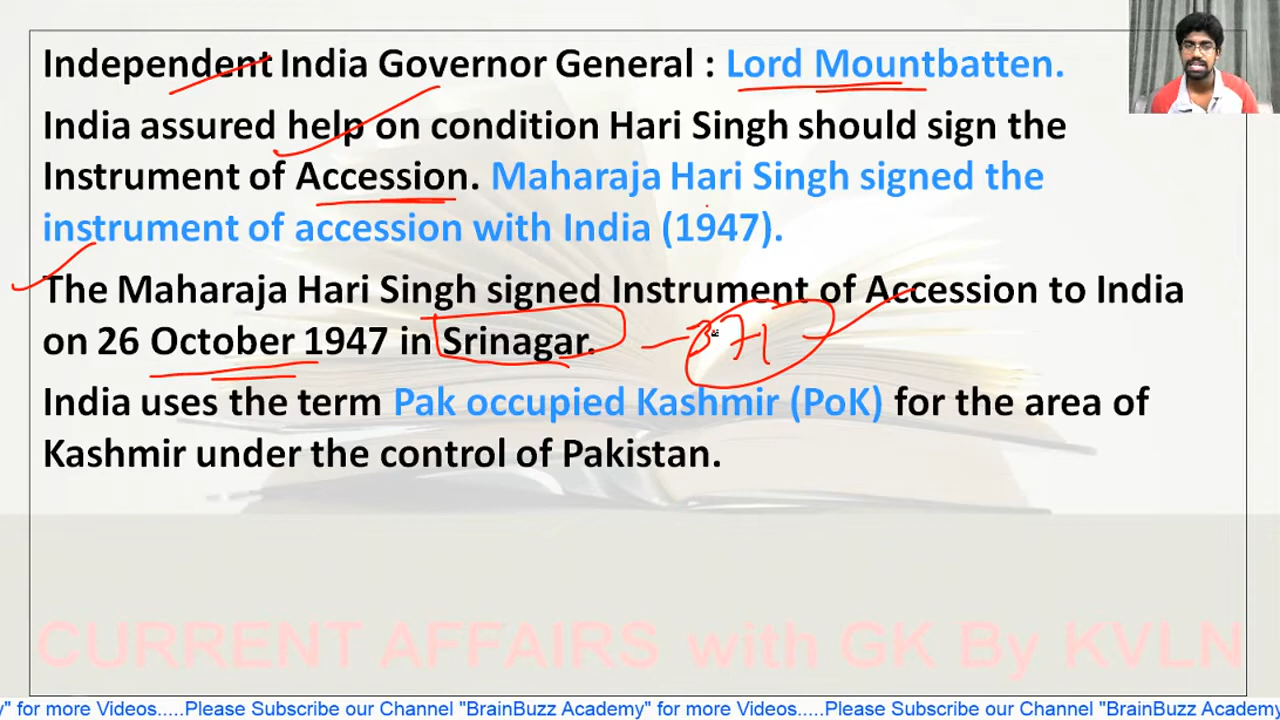 Independent India Governor General : Lord Mountbatten.
India assured help on condition Hari Singh should sign the
Instrument of Accession. Maharaja Hari Singh signed the
instrument of accession with India (1947).
The Maharaja Hari Singh signed Instrument of Accession to India
on 26 October 1947 in Srinagar. 371
India uses the term Pak occupied Kashmir (PoK) for the area of
Kashmir under the control of Pakistan.
CURRENT AFFAIRS with GK By KVLN
y" for more Videos.....Please Subscribe our Channel "BrainBuzz Academy" for more Videos.....Please Subscribe our Channel "BrainBuzz Academy